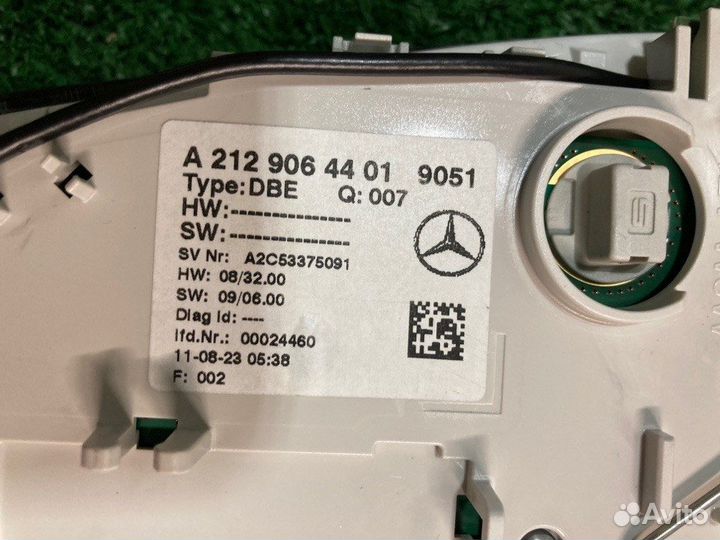 A 212 906 44 01 9051
Type:DBE Q: 007
HW:----------------
SW:----------------
SV Nr: A2C53375091
HW: 08/32.00
SW: 09/06.00
Diag Id: ----
lfd.Nr.: 00024460
11-08-23 05:38
F: 002
Avito